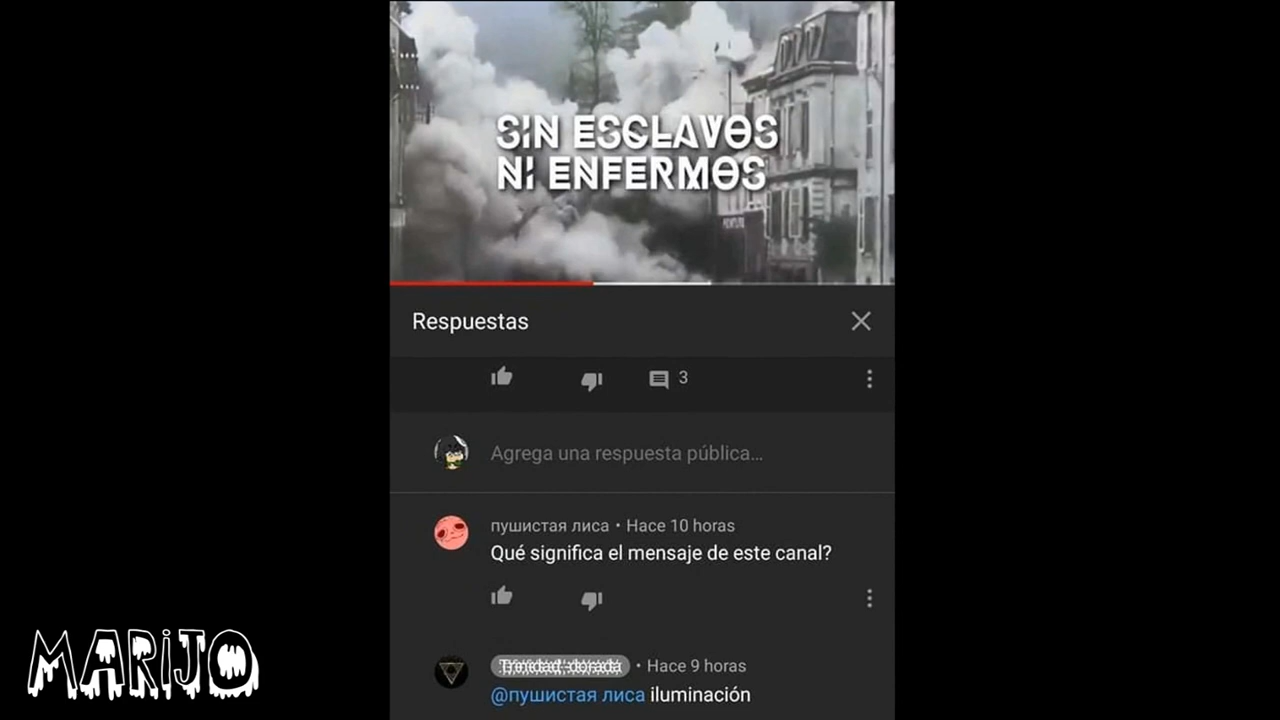 SIN ESCLAVOS
NI ENFERMOS
Respuestas
3
Agrega una respuesta pública...
пушистая лиса • Hace 10 horas
Qué significa el mensaje de este canal?
Trinidad-dorada • Hace 9 horas
@пушистая лиса iluminación
MARiJO